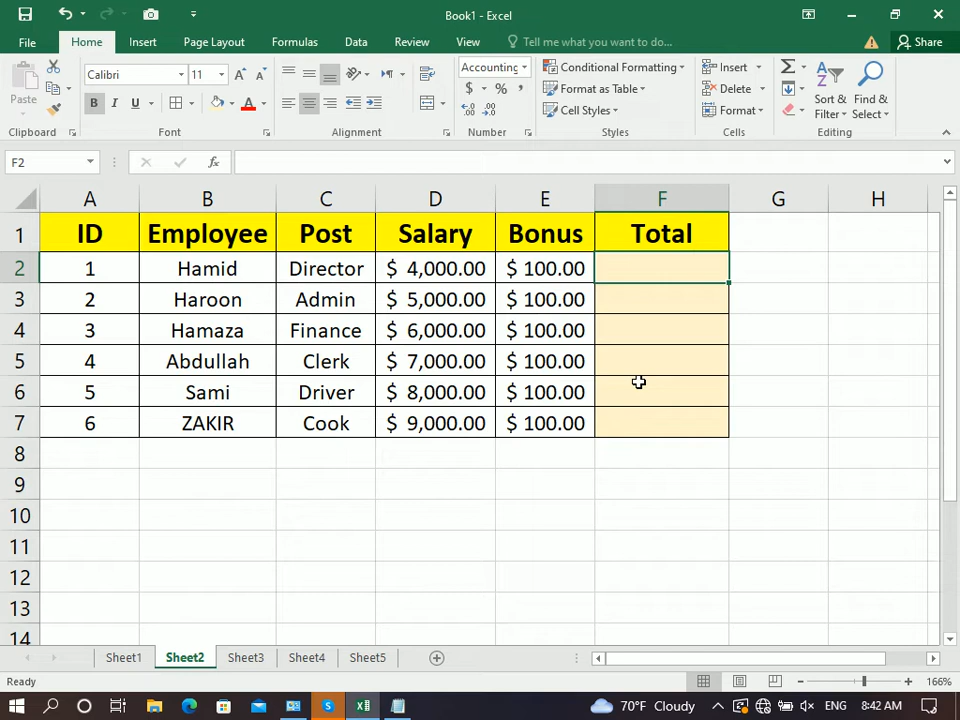 Book1 - Excel
File Home Insert Page Layout Formulas Data Review View Tell me what you want to do... Share
Paste
Calibri 11
B I U
Accounting
$ % ,
Conditional Formatting
Format as Table
Cell Styles
Insert
Delete
Format
Sort &
Filter
Find &
Select
Clipboard Font Alignment Number Styles Cells Editing
F2 fx
A B C D E F G H
1 ID Employee Post Salary Bonus Total
2 1 Hamid Director $ 4,000.00 $ 100.00
3 2 Haroon Admin $ 5,000.00 $ 100.00
4 3 Hamaza Finance $ 6,000.00 $ 100.00
5 4 Abdullah Clerk $ 7,000.00 $ 100.00
6 5 Sami Driver $ 8,000.00 $ 100.00
7 6 ZAKIR Cook $ 9,000.00 $ 100.00
8
9
10
11
12
13
14
Sheet1 Sheet2 Sheet3 Sheet4 Sheet5
Ready 166%
70°F Cloudy ENG 8:42 AM